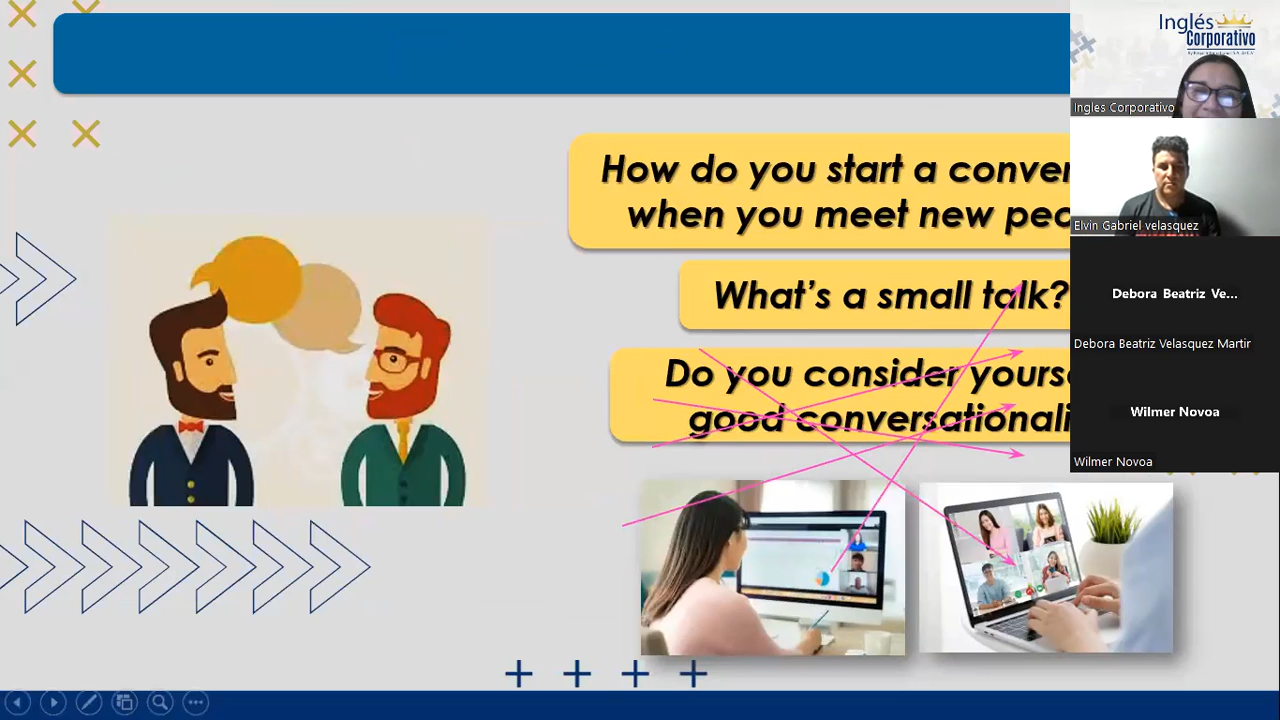 How do you start a conver
when you meet new peo
What's a small talk?
Do you consider yourse
good conversationali
Inglés
Corporativo
Ingles Corporativo
Elvin Gabriel velasquez
Debora Beatriz Ve...
Debora Beatriz Velasquez Martir
Wilmer Novoa
Wilmer Novoa